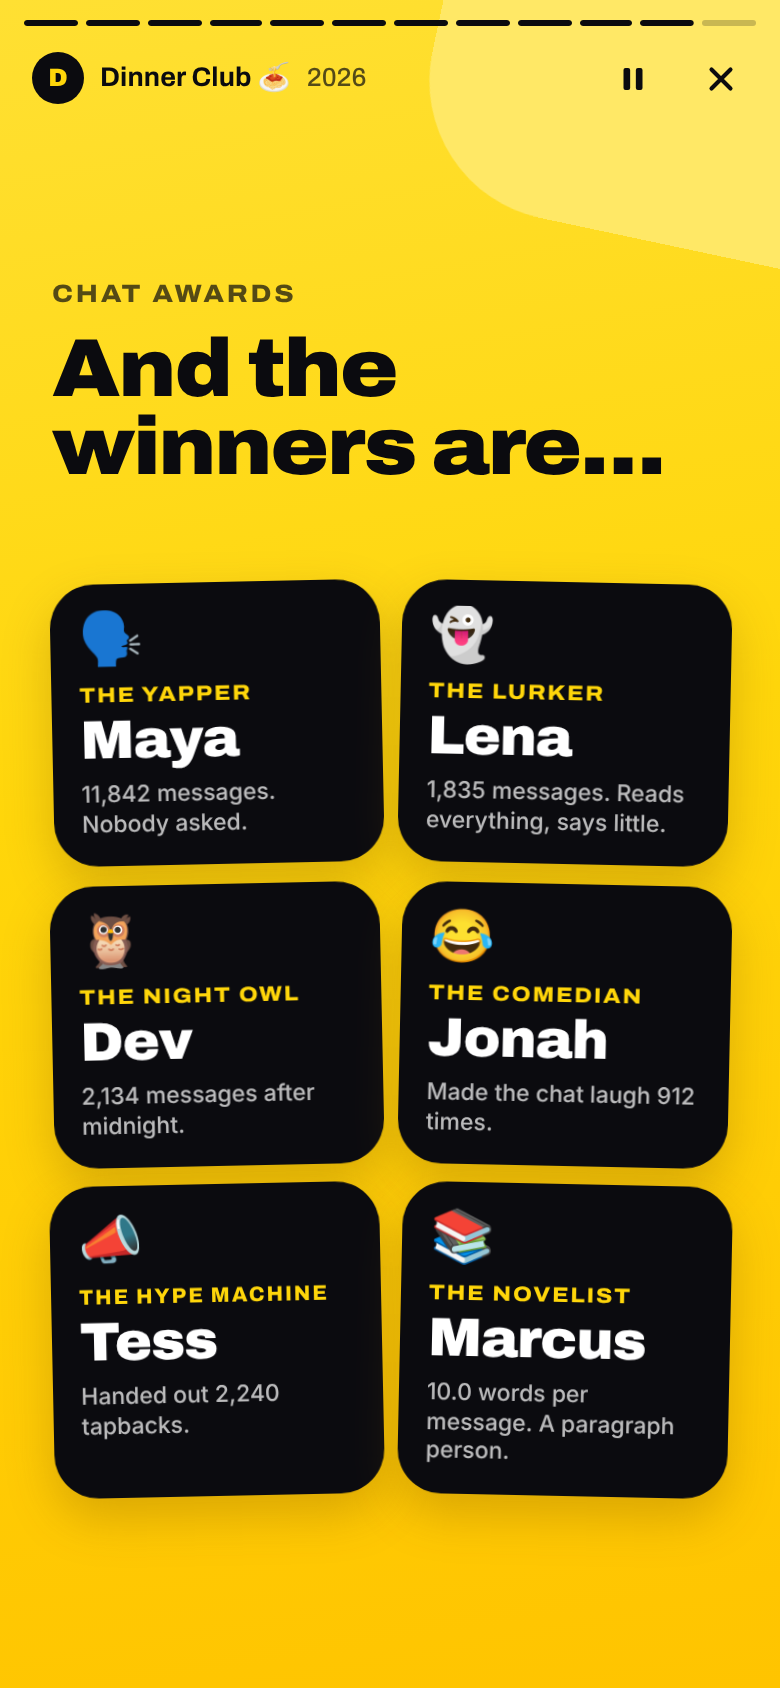 D Dinner Club 🍝 2026
CHAT AWARDS
And the
winners are...
THE YAPPER
Maya
11,842 messages.
Nobody asked.
THE LURKER
Lena
1,835 messages. Reads
everything, says little.
THE NIGHT OWL
Dev
2,134 messages after
midnight.
THE COMEDIAN
Jonah
Made the chat laugh 912
times.
THE HYPE MACHINE
Tess
Handed out 2,240
tapbacks.
THE NOVELIST
Marcus
10.0 words per
message. A paragraph
person.